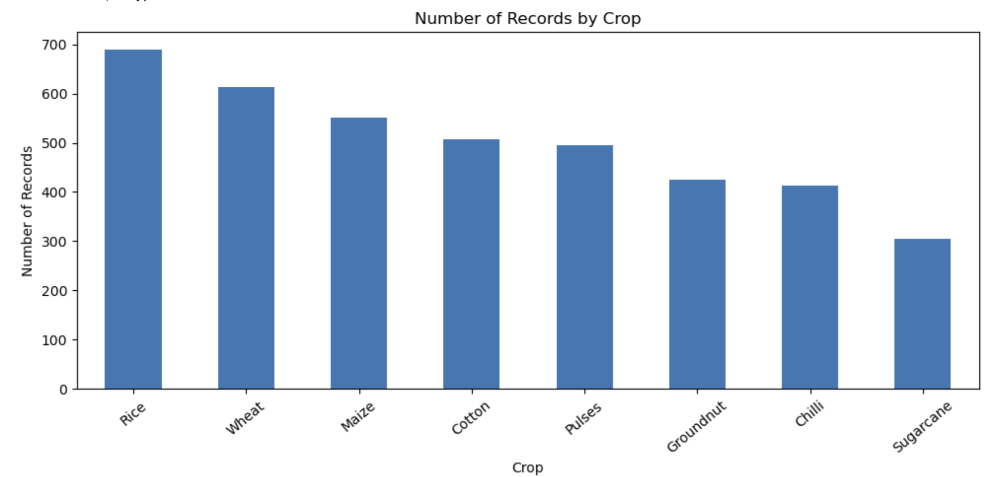 Number of Records by Crop
700
600
500
400
300
200
100
0
Number of Records
Rice
Wheat
Maize
Cotton
Pulses
Groundnut
Chilli
Sugarcane
Crop